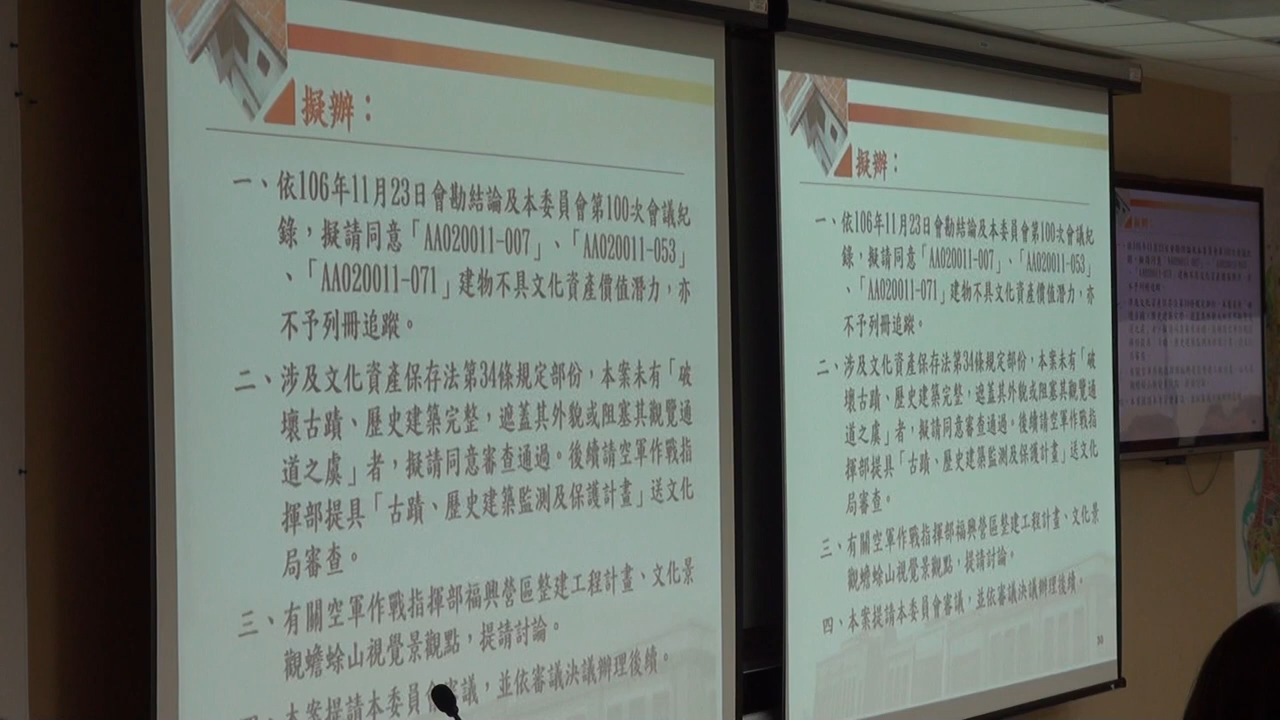 擬辦：
一、依106年11月23日會勘結論及本委員會第100次會議紀
錄，擬請同意「AA020011-007」、「AA020011-053」
、「AA020011-071」建物不具文化資產價值潛力，亦
不予列冊追蹤。
二、涉及文化資產保存法第34條規定部份，本案未有「破
壞古蹟、歷史建築完整，遮蓋其外貌或阻塞其觀覽通
道之虞」者，擬請同意審查通過。後續請空軍作戰指
揮部提具「古蹟、歷史建築監測及保護計畫」送文化
局審查。
三、有關空軍作戰指揮部福興營區整建工程計畫、文化景
觀蟾蜍山視覺景觀點，提請討論。
本案提請本委員會審議，並依審議決議辦理後續。
擬辦：
一、依106年11月23日會勘結論及本委員會第100次會議紀
錄，擬請同意「AA020011-007」、「AA020011-053」
、「AA020011-071」建物不具文化資產價值潛力，亦
不予列冊追蹤。
二、涉及文化資產保存法第34條規定部份，本案未有「破
壞古蹟、歷史建築完整，遮蓋其外貌或阻塞其觀覽通
道之虞」者，擬請同意審查通過。後續請空軍作戰指
揮部提具「古蹟、歷史建築監測及保護計畫」送文化
局審查。
三、有關空軍作戰指揮部福興營區整建工程計畫、文化景
觀蟾蜍山視覺景觀點，提請討論。
四、本案提請本委員會審議，並依審議決議辦理後續。